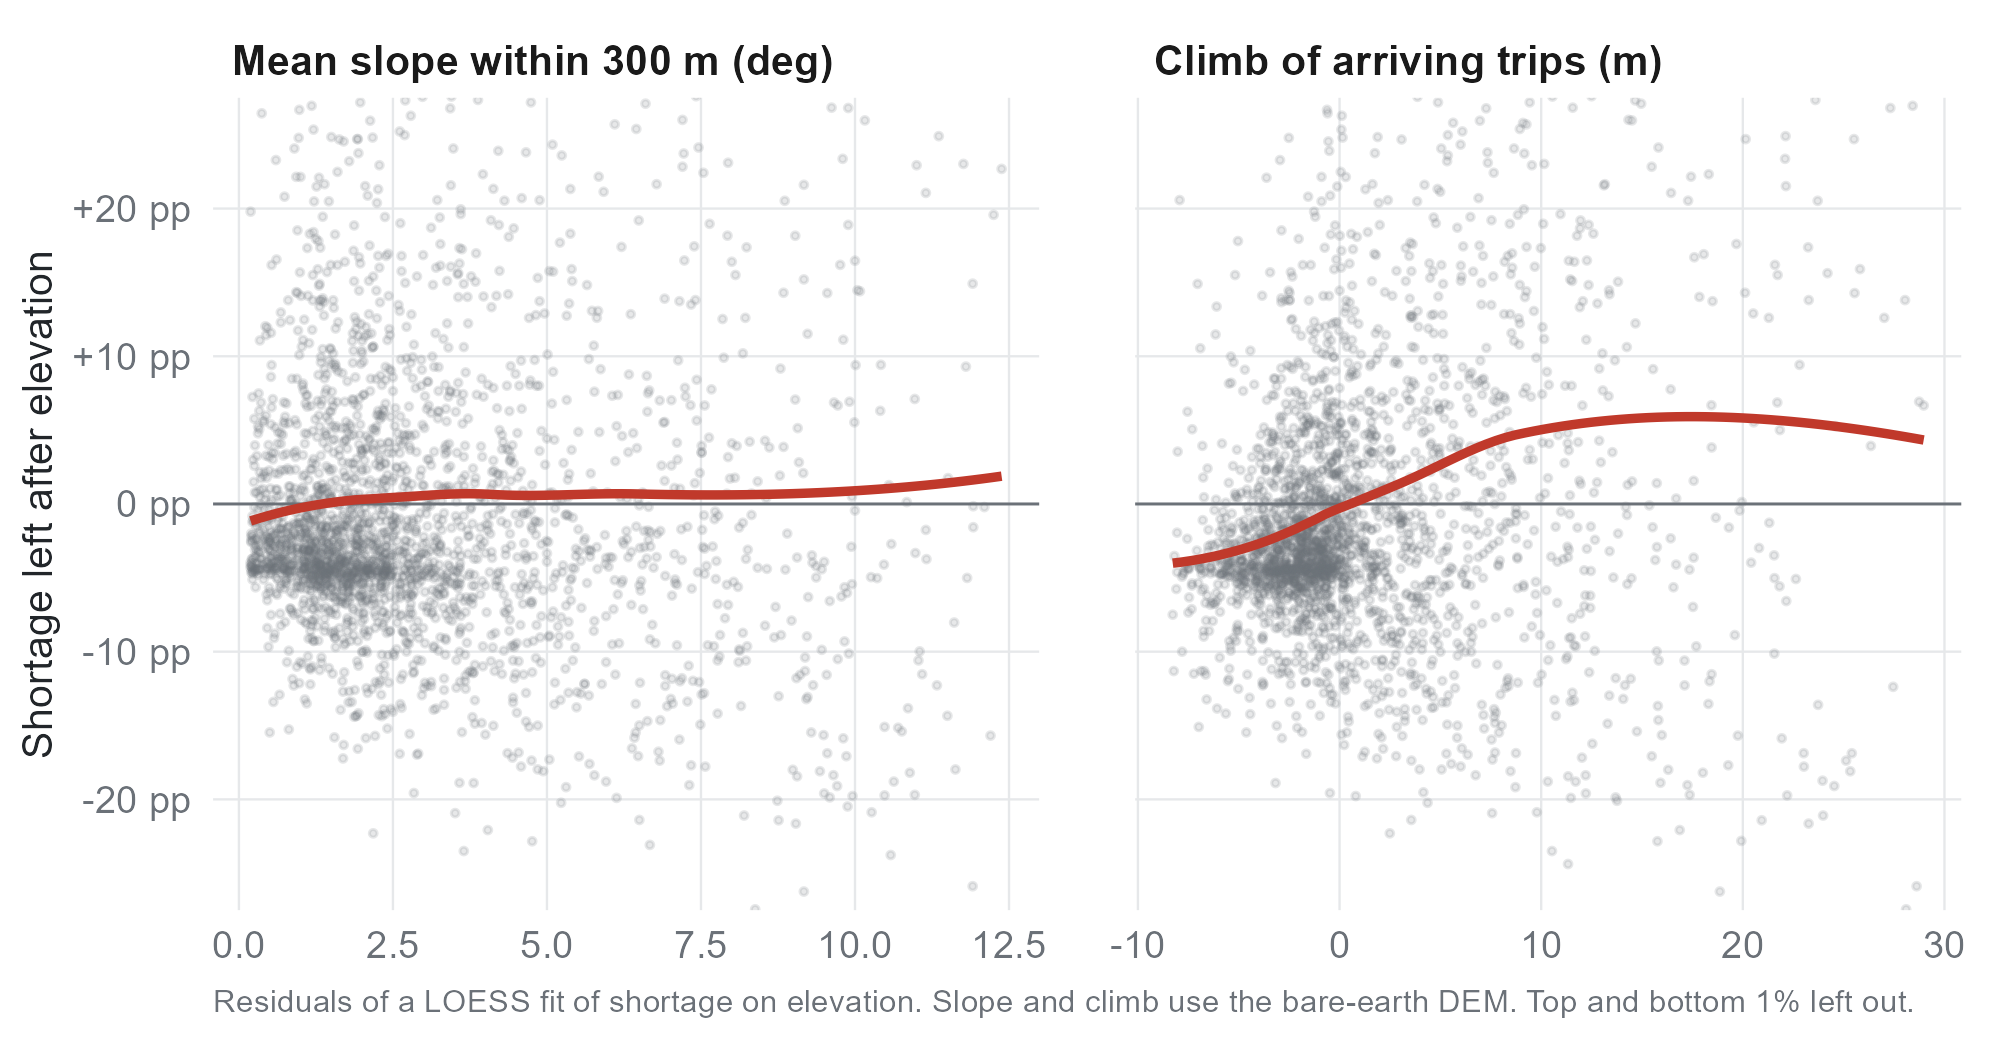 Mean slope within 300 m (deg)
Climb of arriving trips (m)
Shortage left after elevation
+20 pp
+10 pp
0 pp
-10 pp
-20 pp
0.0 2.5 5.0 7.5 10.0 12.5
-10 0 10 20 30
Residuals of a LOESS fit of shortage on elevation. Slope and climb use the bare-earth DEM. Top and bottom 1% left out.